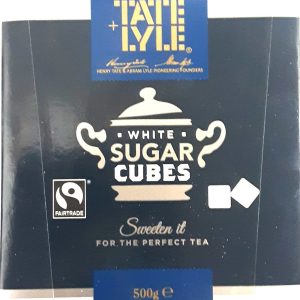 TATE
+LYLE®
HENRY TATE & ABRAM LYLE PIONEERING FOUNDERS
• WHITE •
SUGAR
CUBES
FAIRTRADE
Sweeten it
FOR THE PERFECT TEA
500g ℮